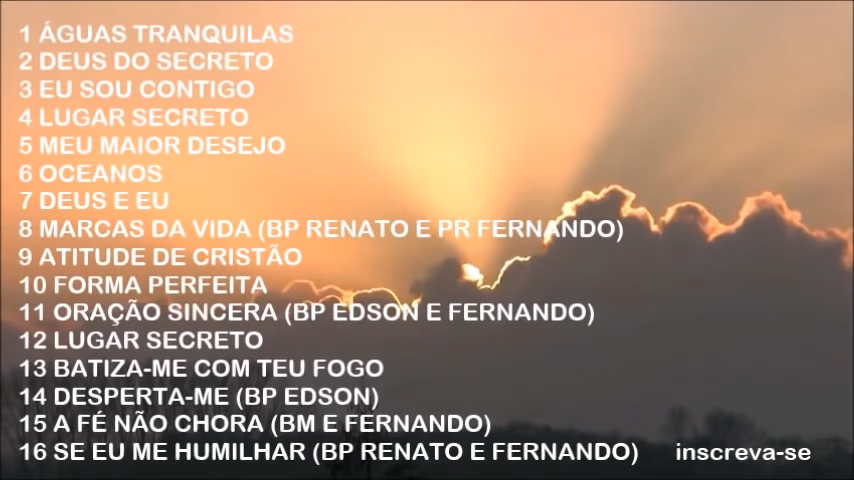 1 ÁGUAS TRANQUILAS
2 DEUS DO SECRETO
3 EU SOU CONTIGO
4 LUGAR SECRETO
5 MEU MAIOR DESEJO
6 OCEANOS
7 DEUS E EU
8 MARCAS DA VIDA (BP RENATO E PR FERNANDO)
9 ATITUDE DE CRISTÃO
10 FORMA PERFEITA
11 ORAÇÃO SINCERA (BP EDSON E FERNANDO)
12 LUGAR SECRETO
13 BATIZA-ME COM TEU FOGO
14 DESPERTA-ME (BP EDSON)
15 A FÉ NÃO CHORA (BM E FERNANDO)
16 SE EU ME HUMILHAR (BP RENATO E FERNANDO) inscreva-se